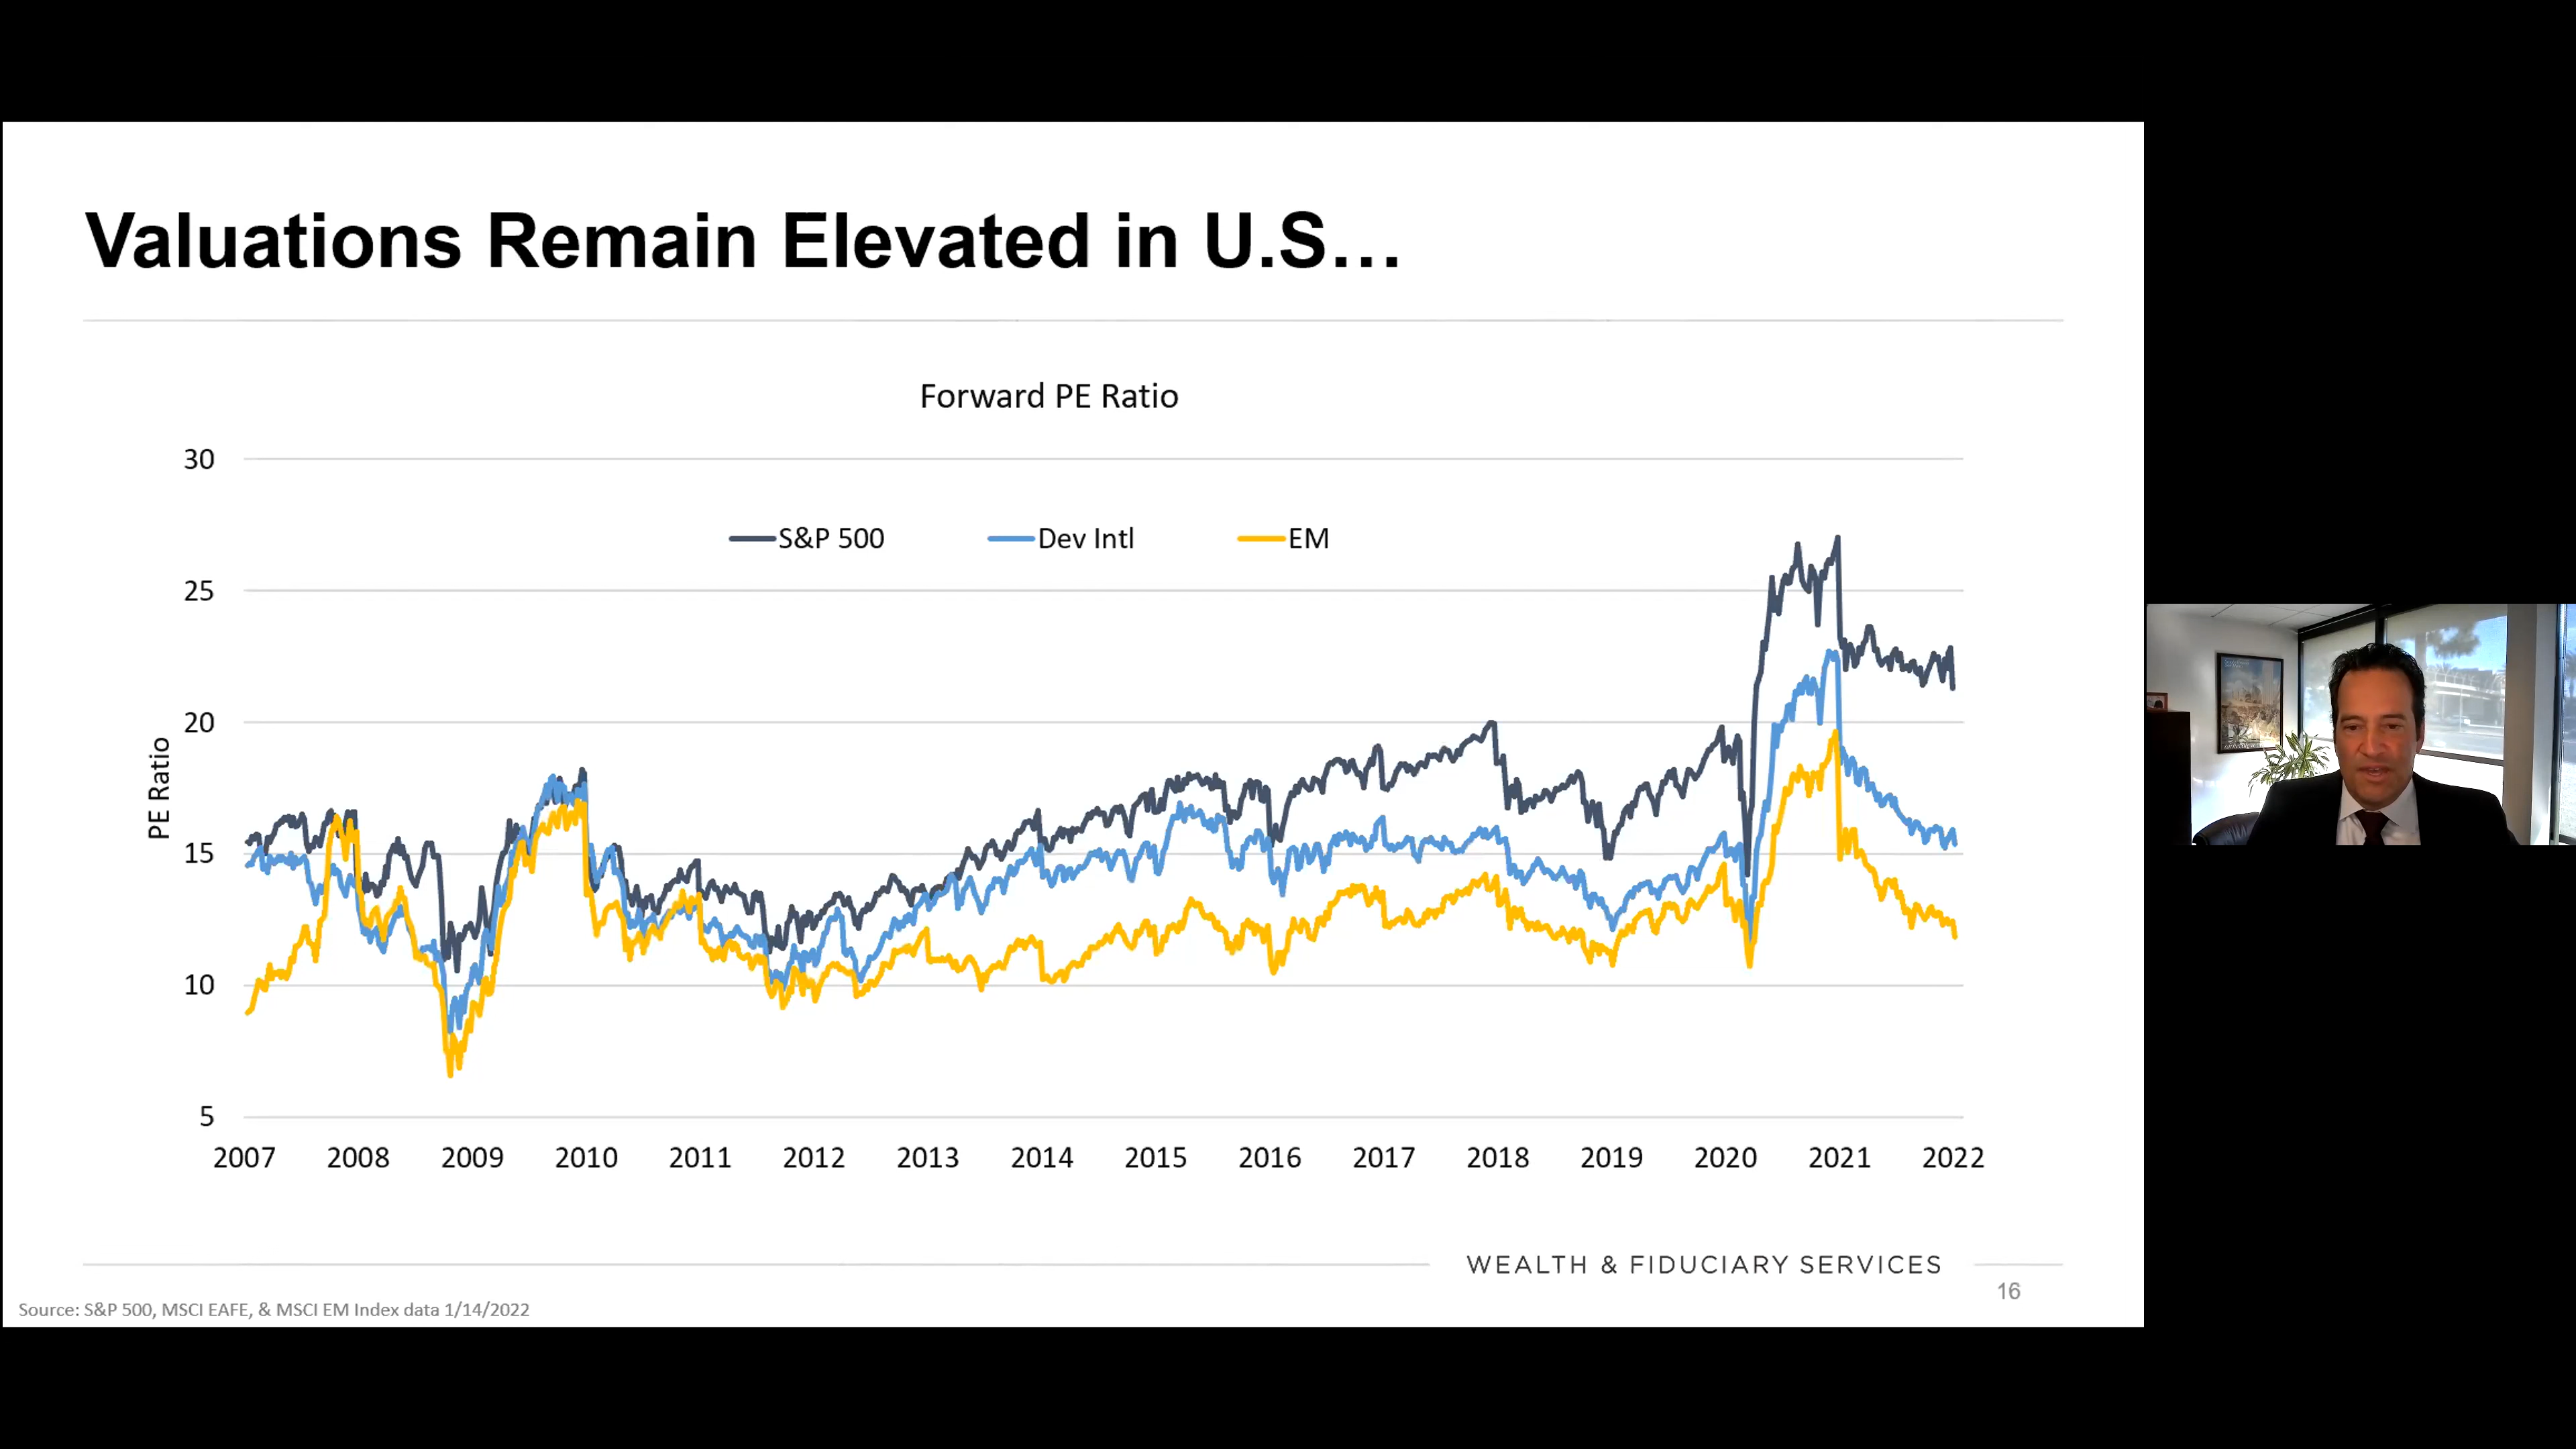 Valuations Remain Elevated in U.S…
Forward PE Ratio
30
S&P 500 Dev Intl EM
25
20
PE Ratio
15
10
5
2007 2008 2009 2010 2011 2012 2013 2014 2015 2016 2017 2018 2019 2020 2021 2022
WEALTH & FIDUCIARY SERVICES
16
Source: S&P 500, MSCI EAFE, & MSCI EM Index data 1/14/2022